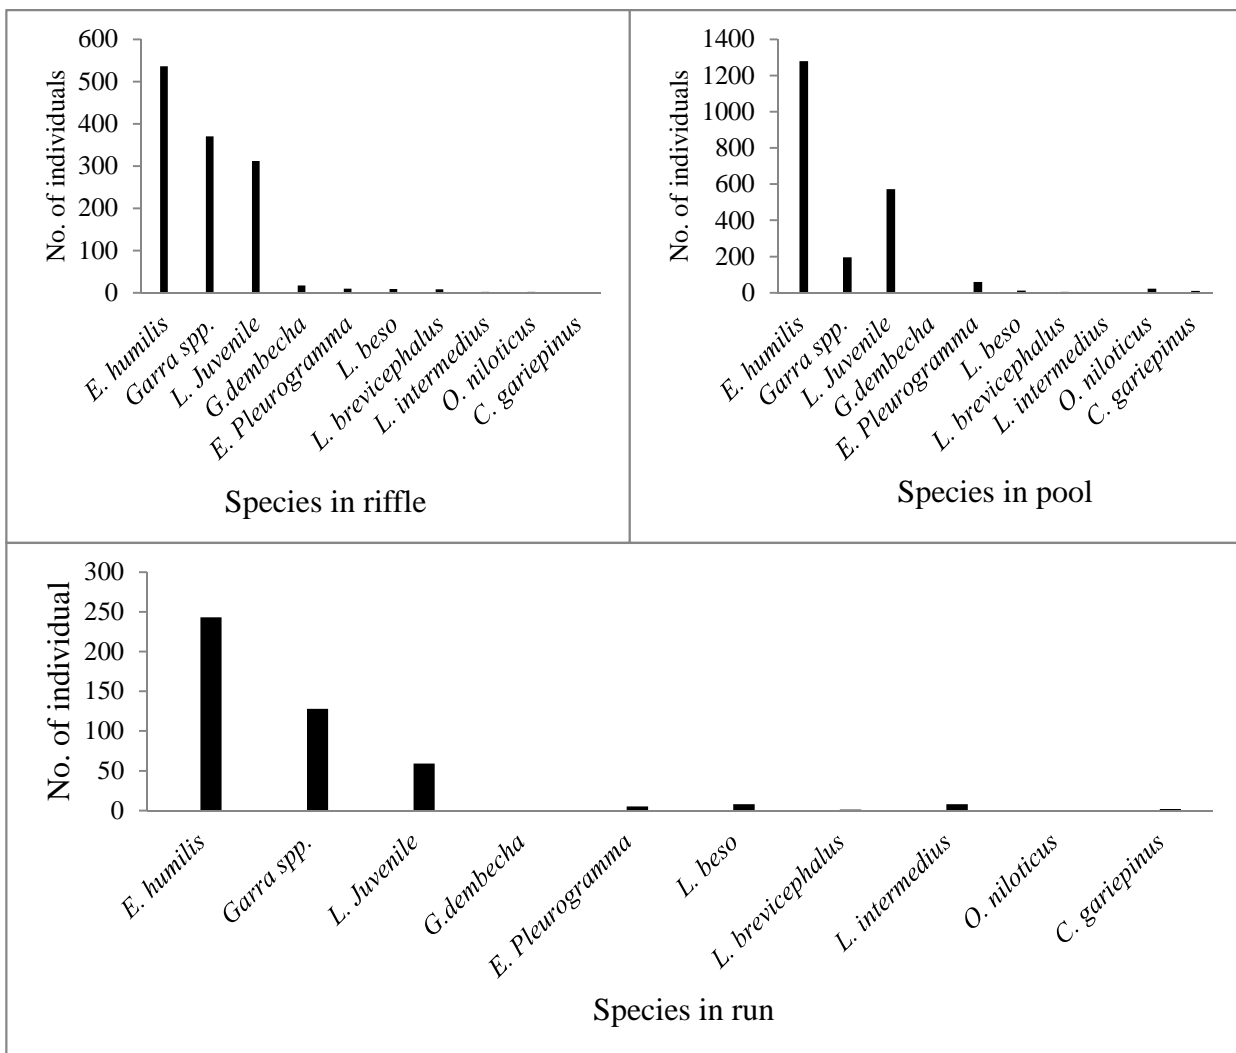 No. of individuals
600
500
400
300
200
100
0
E. humilis
Garra spp.
L. Juvenile
G.dembecha
E. Pleurogramma
L. beso
L. brevicephalus
L. intermedius
O. niloticus
C. gariepinus
Species in riffle
No. of individuals
1400
1200
1000
800
600
400
200
0
E. humilis
Garra spp.
L. Juvenile
G.dembecha
E. Pleurogramma
L. beso
L. brevicephalus
L. intermedius
O. niloticus
C. gariepinus
Species in pool
No. of individual
300
250
200
150
100
50
0
E. humilis
Garra spp.
L. Juvenile
G.dembecha
E. Pleurogramma
L. beso
L. brevicephalus
L. intermedius
O. niloticus
C. gariepinus
Species in run